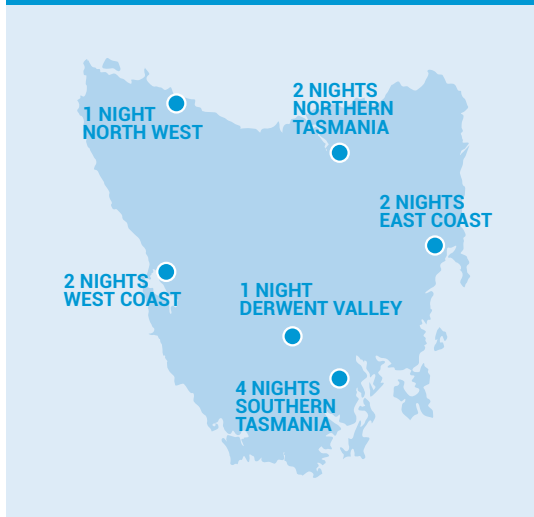 1 NIGHT
NORTH WEST
2 NIGHTS
NORTHERN
TASMANIA
2 NIGHTS
EAST COAST
2 NIGHTS
WEST COAST
1 NIGHT
DERWENT VALLEY
4 NIGHTS
SOUTHERN
TASMANIA